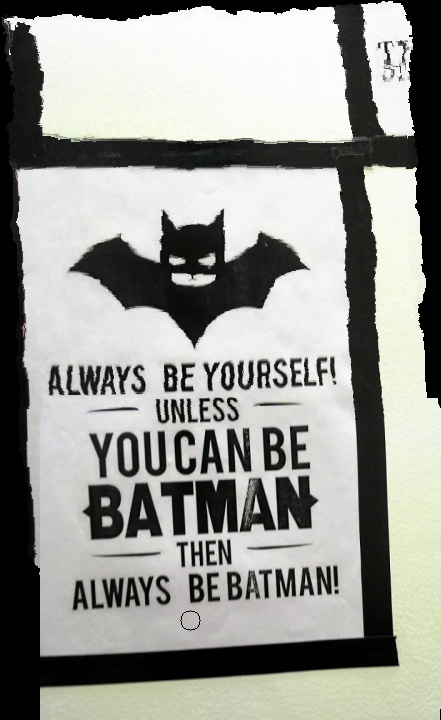 ALWAYS BE YOURSELF!
UNLESS
YOU CAN BE
BATMAN
THEN
ALWAYS BE BATMAN!